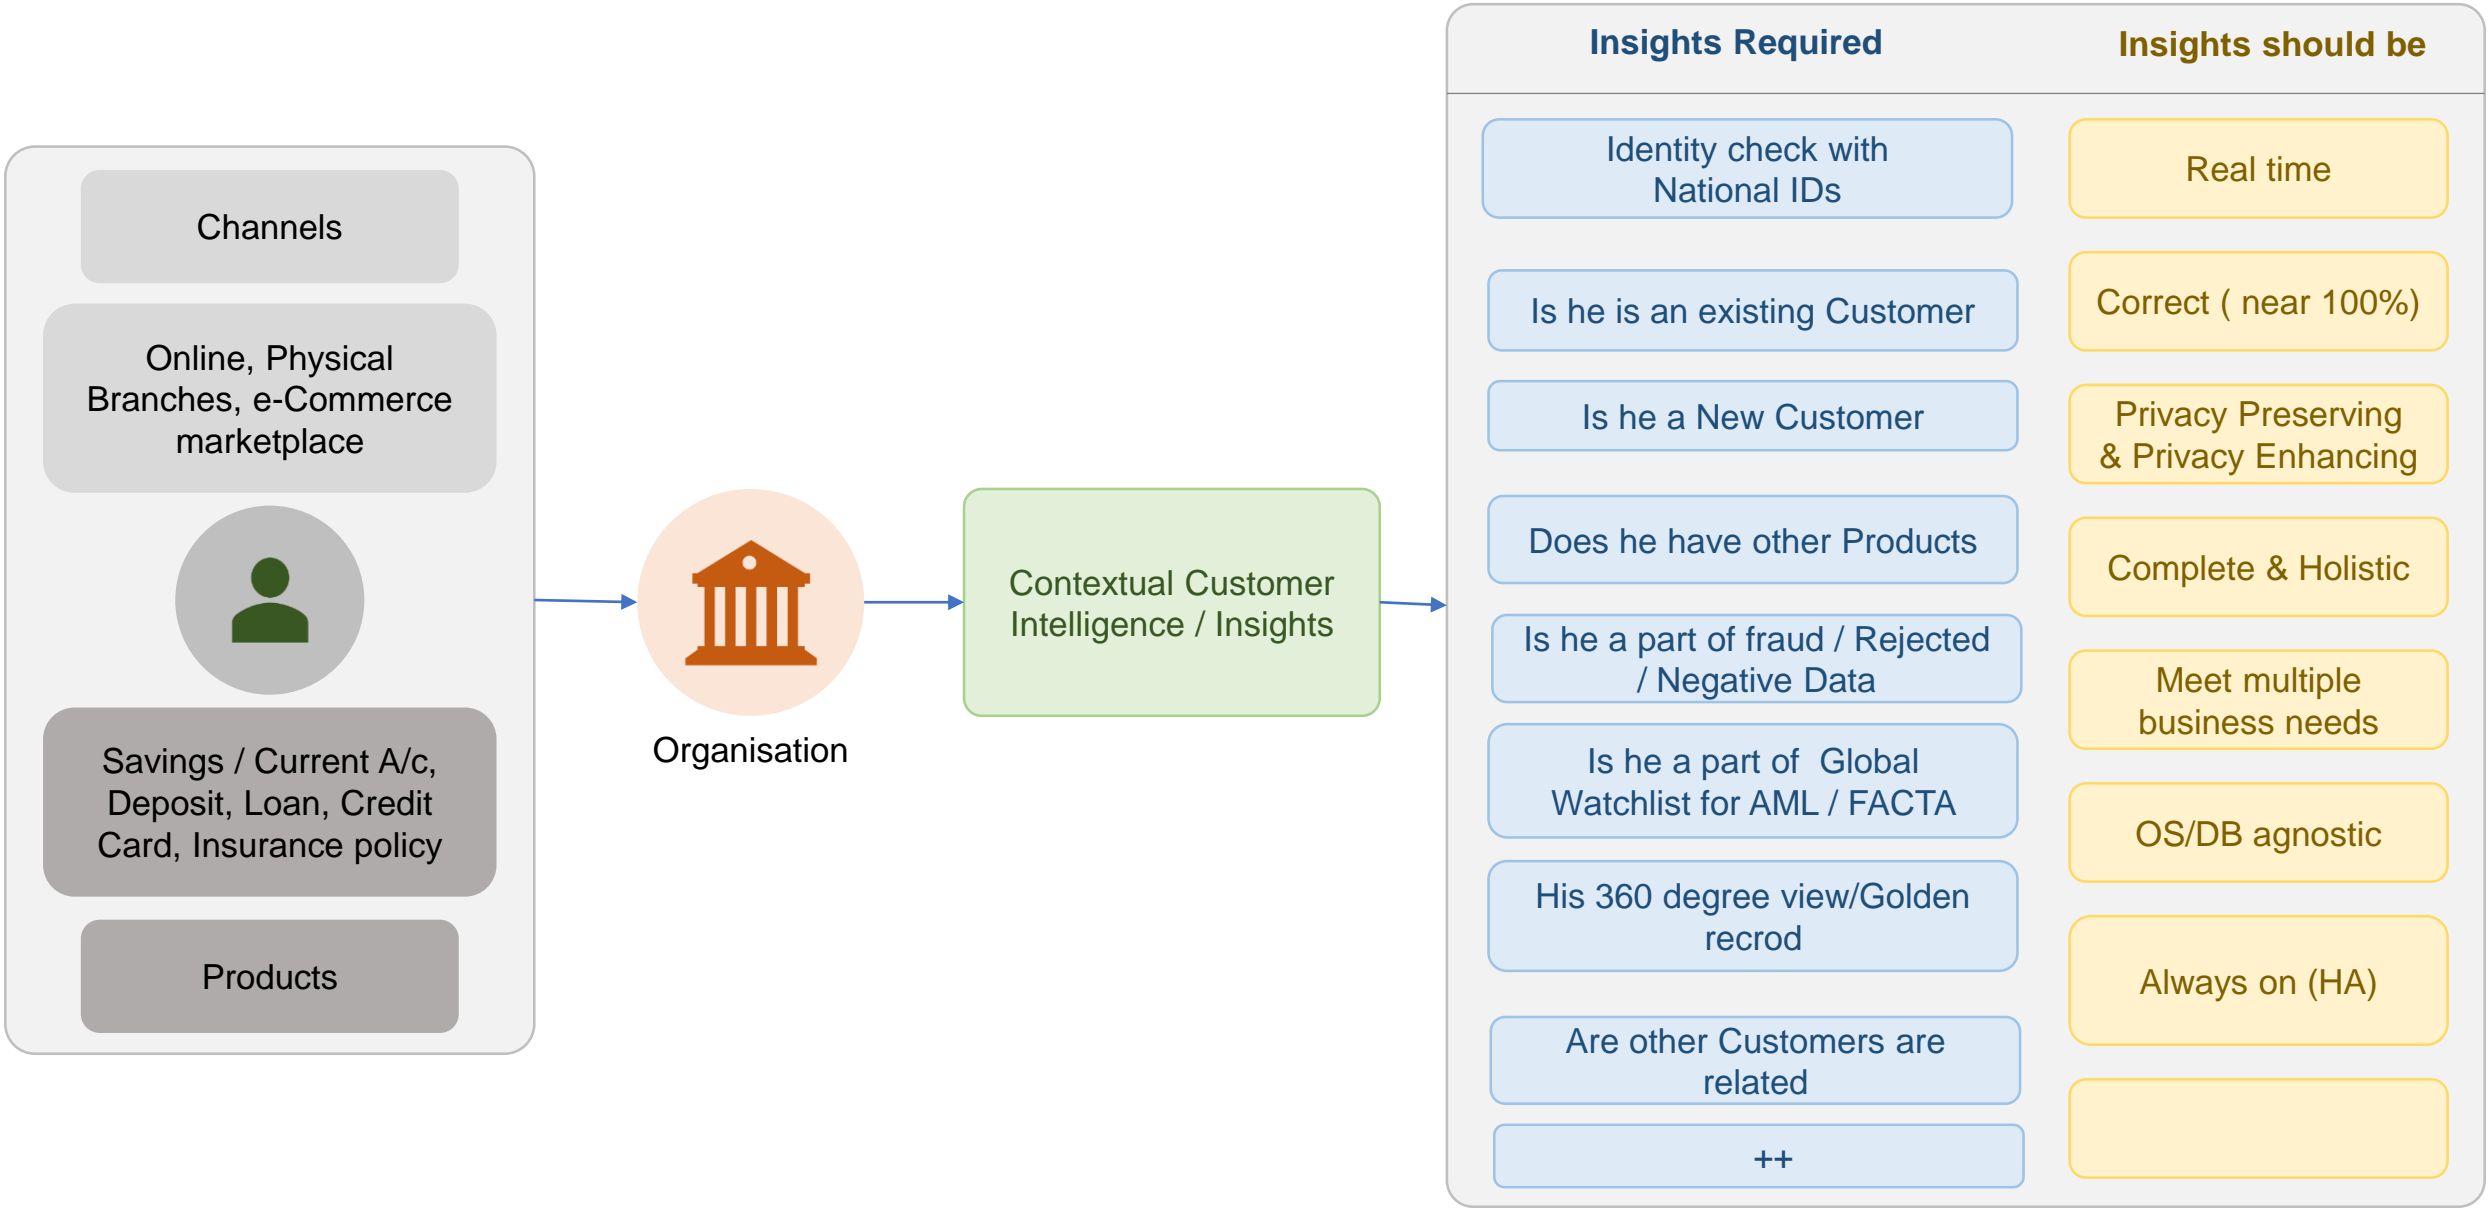 Channels
Online, Physical
Branches, e-Commerce
marketplace
Savings / Current A/c,
Deposit, Loan, Credit
Card, Insurance policy
Products
Organisation
Contextual Customer
Intelligence / Insights
Insights Required
Identity check with
National IDs
Is he is an existing Customer
Is he a New Customer
Does he have other Products
Is he a part of fraud / Rejected
/ Negative Data
Is he a part of  Global
Watchlist for AML / FACTA
His 360 degree view/Golden
recrod
Are other Customers are
related
++
Insights should be
Real time
Correct ( near 100%)
Privacy Preserving
& Privacy Enhancing
Complete & Holistic
Meet multiple
business needs
OS/DB agnostic
Always on (HA)